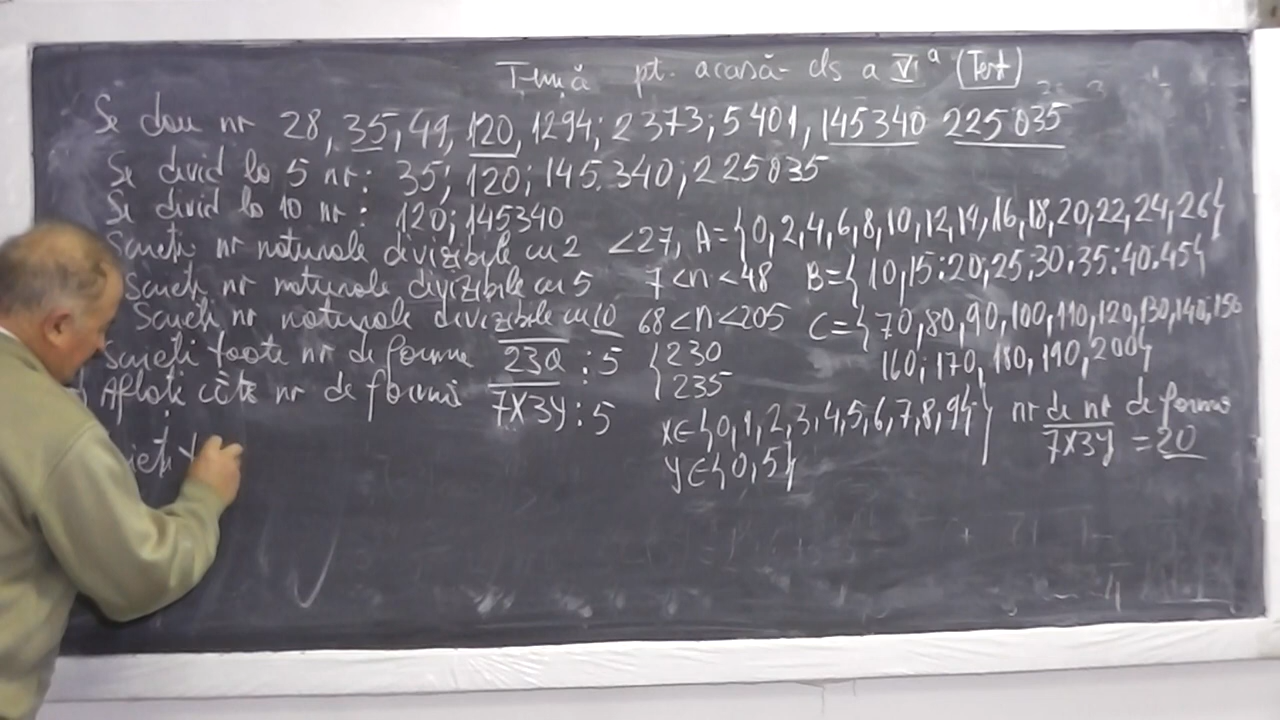 Temă pt. acasă cls a VI a (Test)
Se dau nr 28, 35, 49, 120, 1294; 2373; 5401, 145340 225035
Se divid la 5 nr: 35; 120; 145.340; 225035
Se divid la 10 nr: 120; 145340
Scrieți nr naturale divizibile cu 2 <27, A={0,2,4,6,8,10,12,14,16,18,20,22,24,26}
Scrieți nr naturale divizibile cu 5 7<n<48 B={10,15;20;25,30;35;40;45}
Scrieți nr naturale divizibile cu 10 68<n<205 C={70,80,90,100,110,120,130,140,150
160; 170, 180, 190, 200}
Scrieți toate nr de forma 23a : 5 { 230
235
Aflați câte nr de formă 7x3y : 5
x∈{0,1,2,3,4,5,6,7,8,9} } nr de nr de forma
y∈{0,5} 7x3y = 20